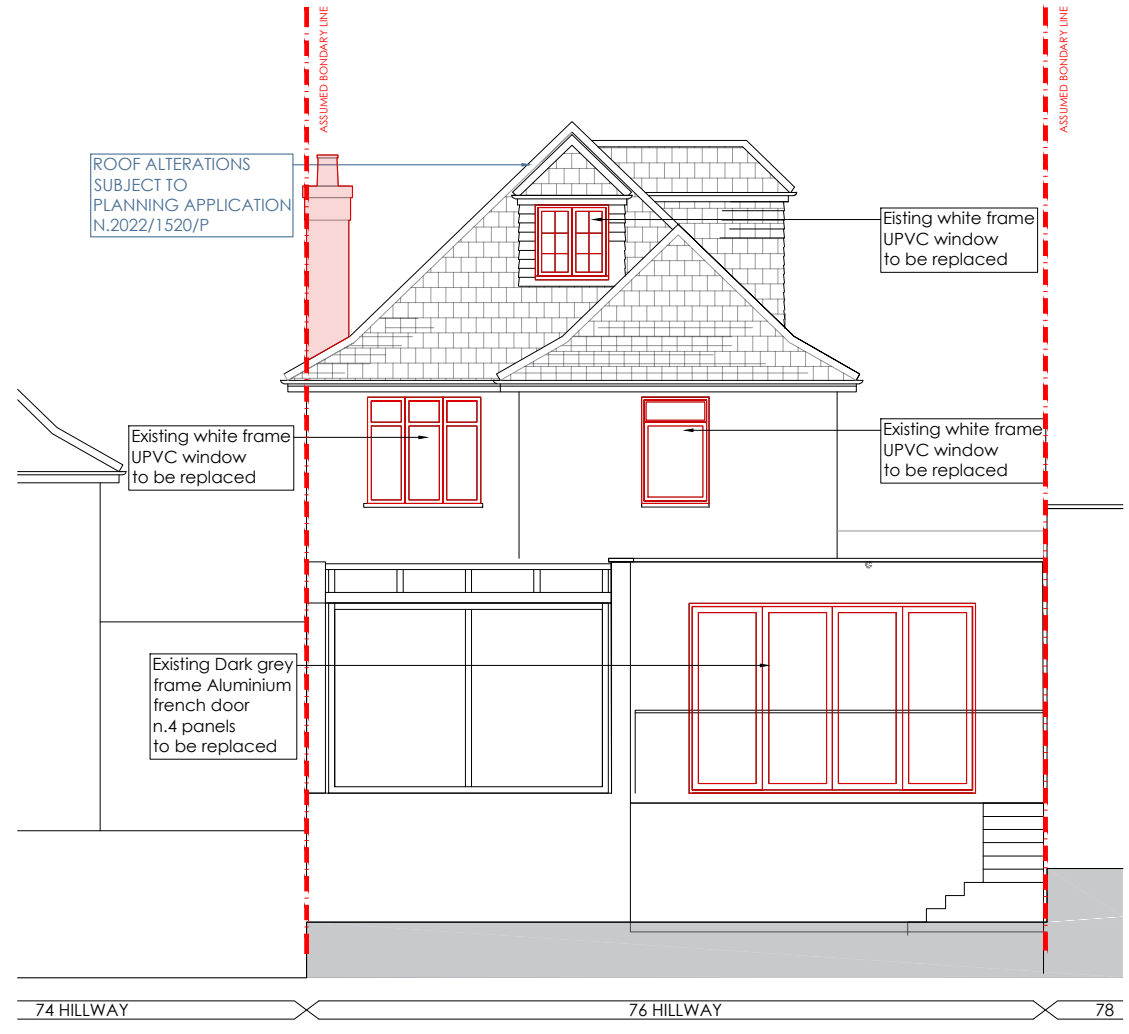 ASSUMED BONDARY LINE
ASSUMED BONDARY LINE
ROOF ALTERATIONS
SUBJECT TO
PLANNING APPLICATION
N.2022/1520/P
Eisting white frame
UPVC window
to be replaced
Existing white frame
UPVC window
to be replaced
Existing white frame
UPVC window
to be replaced
Existing Dark grey
frame Aluminium
french door
n.4 panels
to be replaced
74 HILLWAY
76 HILLWAY
78